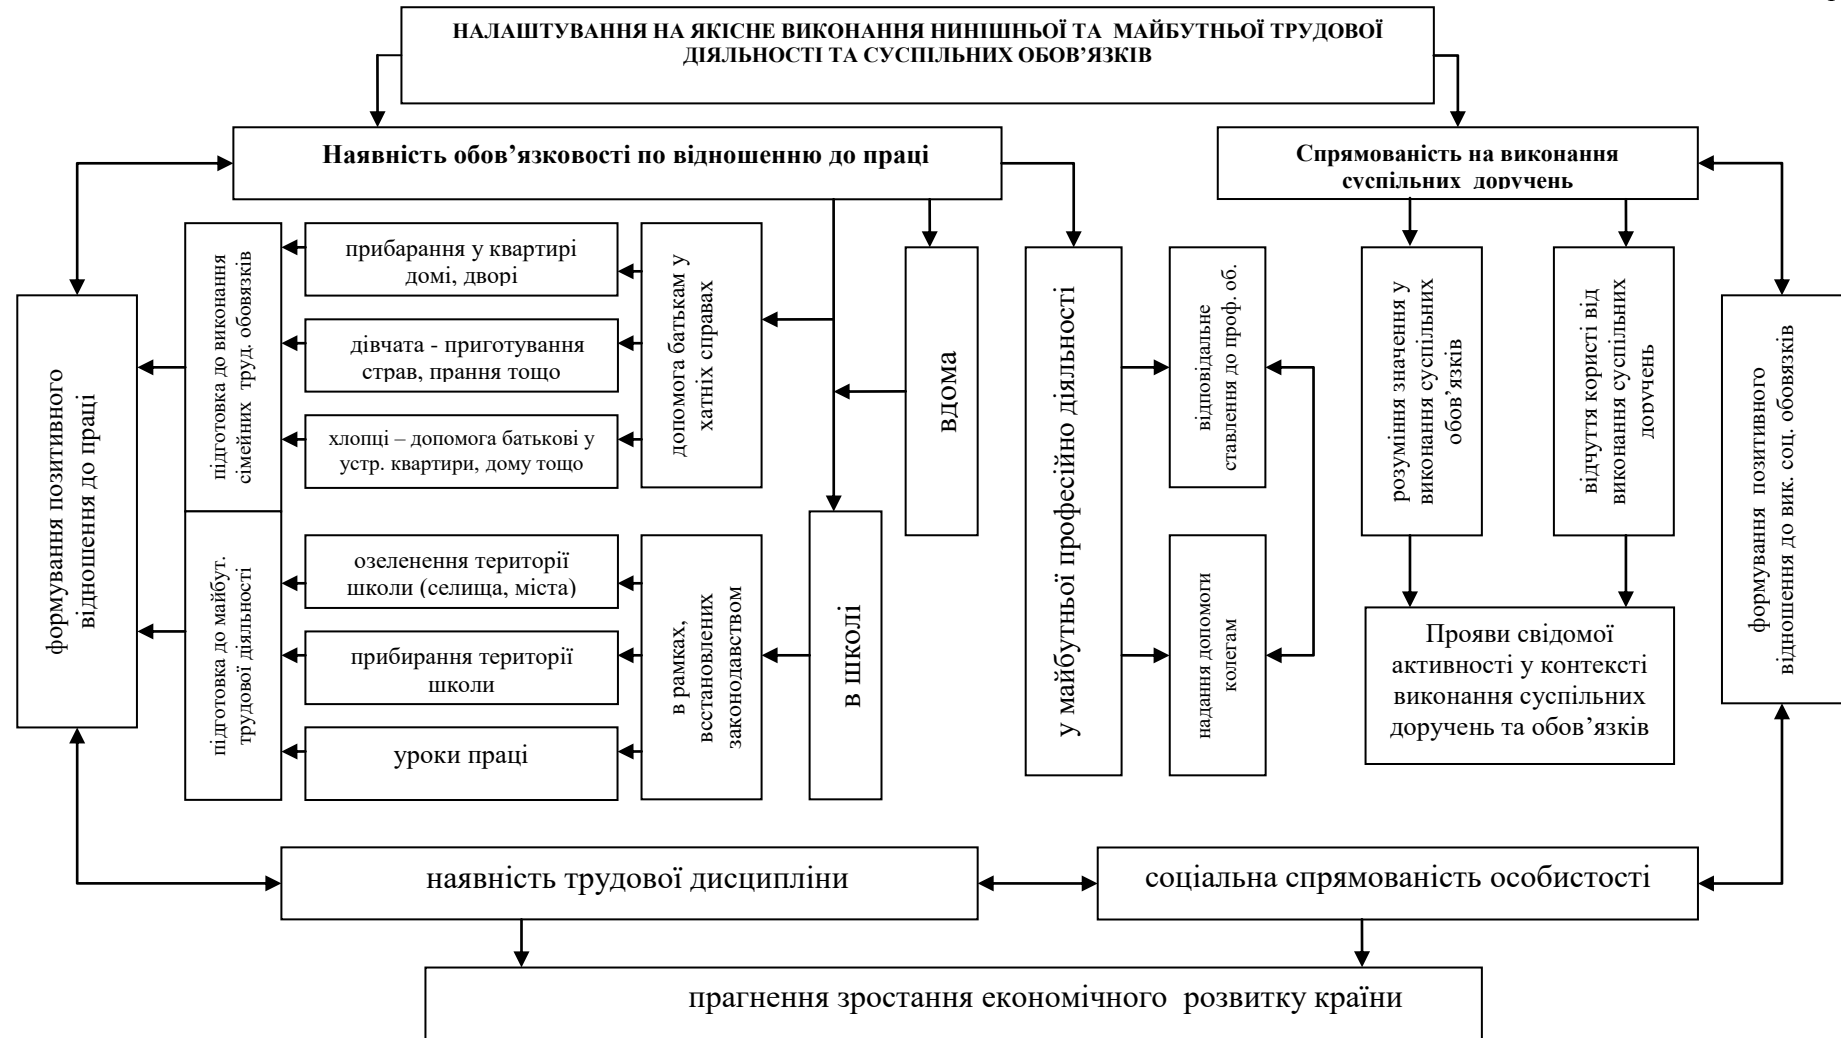 НАЛАШТУВАННЯ НА ЯКІСНЕ ВИКОНАННЯ НИНІШНЬОЇ ТА МАЙБУТНЬОЇ ТРУДОВОЇ
ДІЯЛЬНОСТІ ТА СУСПІЛЬНИХ ОБОВ’ЯЗКІВ
Наявність обов’язковості по відношенню до праці
Спрямованість на виконання
суспільних доручень
формування позитивного
відношення до праці
підготовка до виконання
сімейних труд. обовязків
прибарання у квартирі
домі, дворі
дівчата - приготування
страв, прання тощо
хлопці – допомога батькові у
устр. квартири, дому тощо
допомога батькам у
хатніх справах
вдома
підготовка до майбут.
трудової діяльності
озеленення території
школи (селища, міста)
прибирання території
школи
уроки праці
в рамках,
всстановлених
законодавством
в школі
у майбутньої професійно діяльності
відповідальне
ставлення до проф. об.
надання допомоги
колегам
розуміння значення у
виконання суспільних
обов’язків
відчуття користі від
виконання суспільних
доручень
Прояви свідомої
активності у контексті
виконання суспільних
доручень та обов’язків
формування позитивного
відношення до вик. соц. обовязків
наявність трудової дисципліни
соціальна спрямованість особистості
прагнення зростання економічного розвитку країни